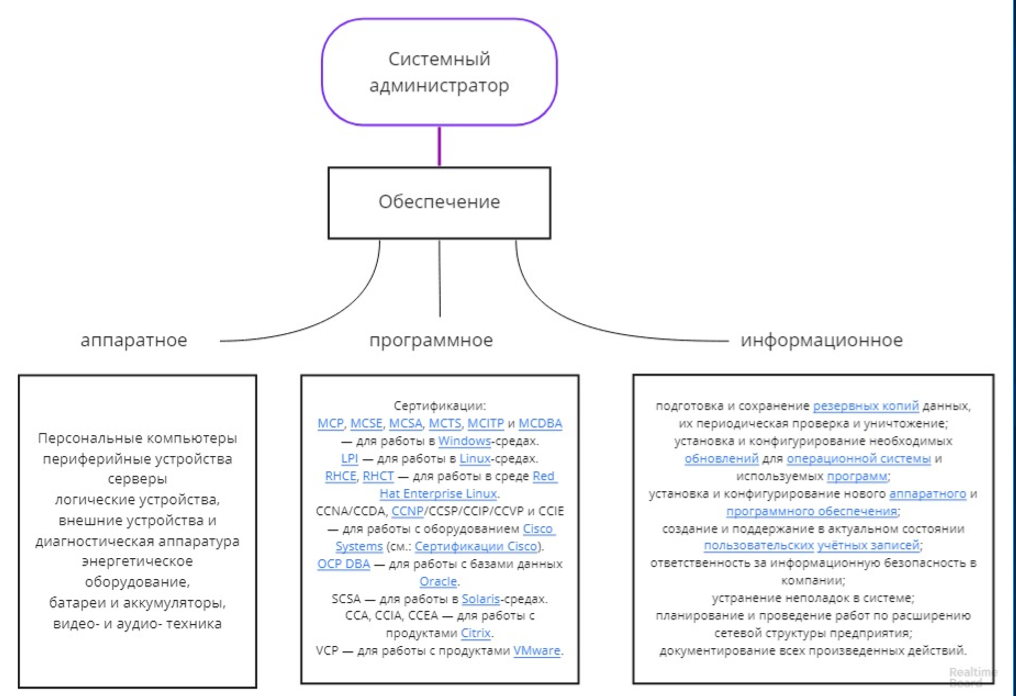 Системный
администратор
Обеспечение
аппаратное
программное
информационное
Персональные компьютеры
периферийные устройства
серверы
логические устройства,
внешние устройства и
диагностическая аппаратура
энергетическое
оборудование,
батареи и аккумуляторы,
видео- и аудио- техника
Сертификации:
MCP, MCSE, MCSA, MCTS, MCITP и MCDBA
— для работы в Windows-средах.
LPI — для работы в Linux-средах.
RHCE, RHCT — для работы в среде Red
Hat Enterprise Linux.
CCNA/CCDA, CCNP/CCSP/CCIP/CCVP и CCIE
— для работы с оборудованием Cisco
Systems (см.: Сертификации Cisco).
OCP DBA — для работы с базами данных
Oracle.
SCSA — для работы в Solaris-средах.
CCA, CCIA, CCEA — для работы с
продуктами Citrix.
VCP — для работы с продуктами VMware.
подготовка и сохранение резервных копий данных,
их периодическая проверка и уничтожение;
установка и конфигурирование необходимых
обновлений для операционной системы и
используемых программ;
установка и конфигурирование нового аппаратного и
программного обеспечения;
создание и поддержание в актуальном состоянии
пользовательских учётных записей;
ответственность за информационную безопасность в
компании;
устранение неполадок в системе;
планирование и проведение работ по расширению
сетевой структуры предприятия;
документирование всех произведенных действий.
Realtime
Board